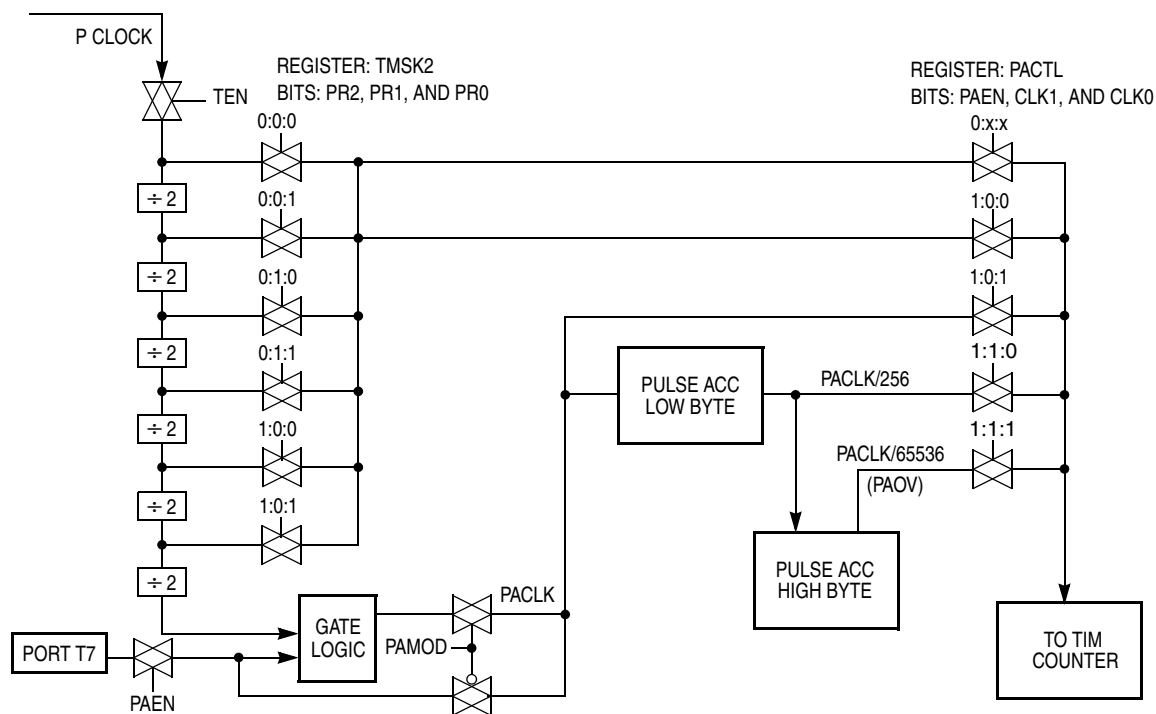 P CLOCK
TEN
REGISTER: TMSK2
BITS: PR2, PR1, AND PR0
REGISTER: PACTL
BITS: PAEN, CLK1, AND CLK0
0:0:0
0:x:x
÷ 2
0:0:1
1:0:0
÷ 2
0:1:0
1:0:1
÷ 2
0:1:1
1:1:0
PULSE ACC
LOW BYTE
PACLK/256
÷ 2
1:0:0
1:1:1
PACLK/65536
(PAOV)
÷ 2
1:0:1
÷ 2
PULSE ACC
HIGH BYTE
PACLK
GATE
LOGIC
PORT T7
PAMOD
PAEN
TO TIM
COUNTER